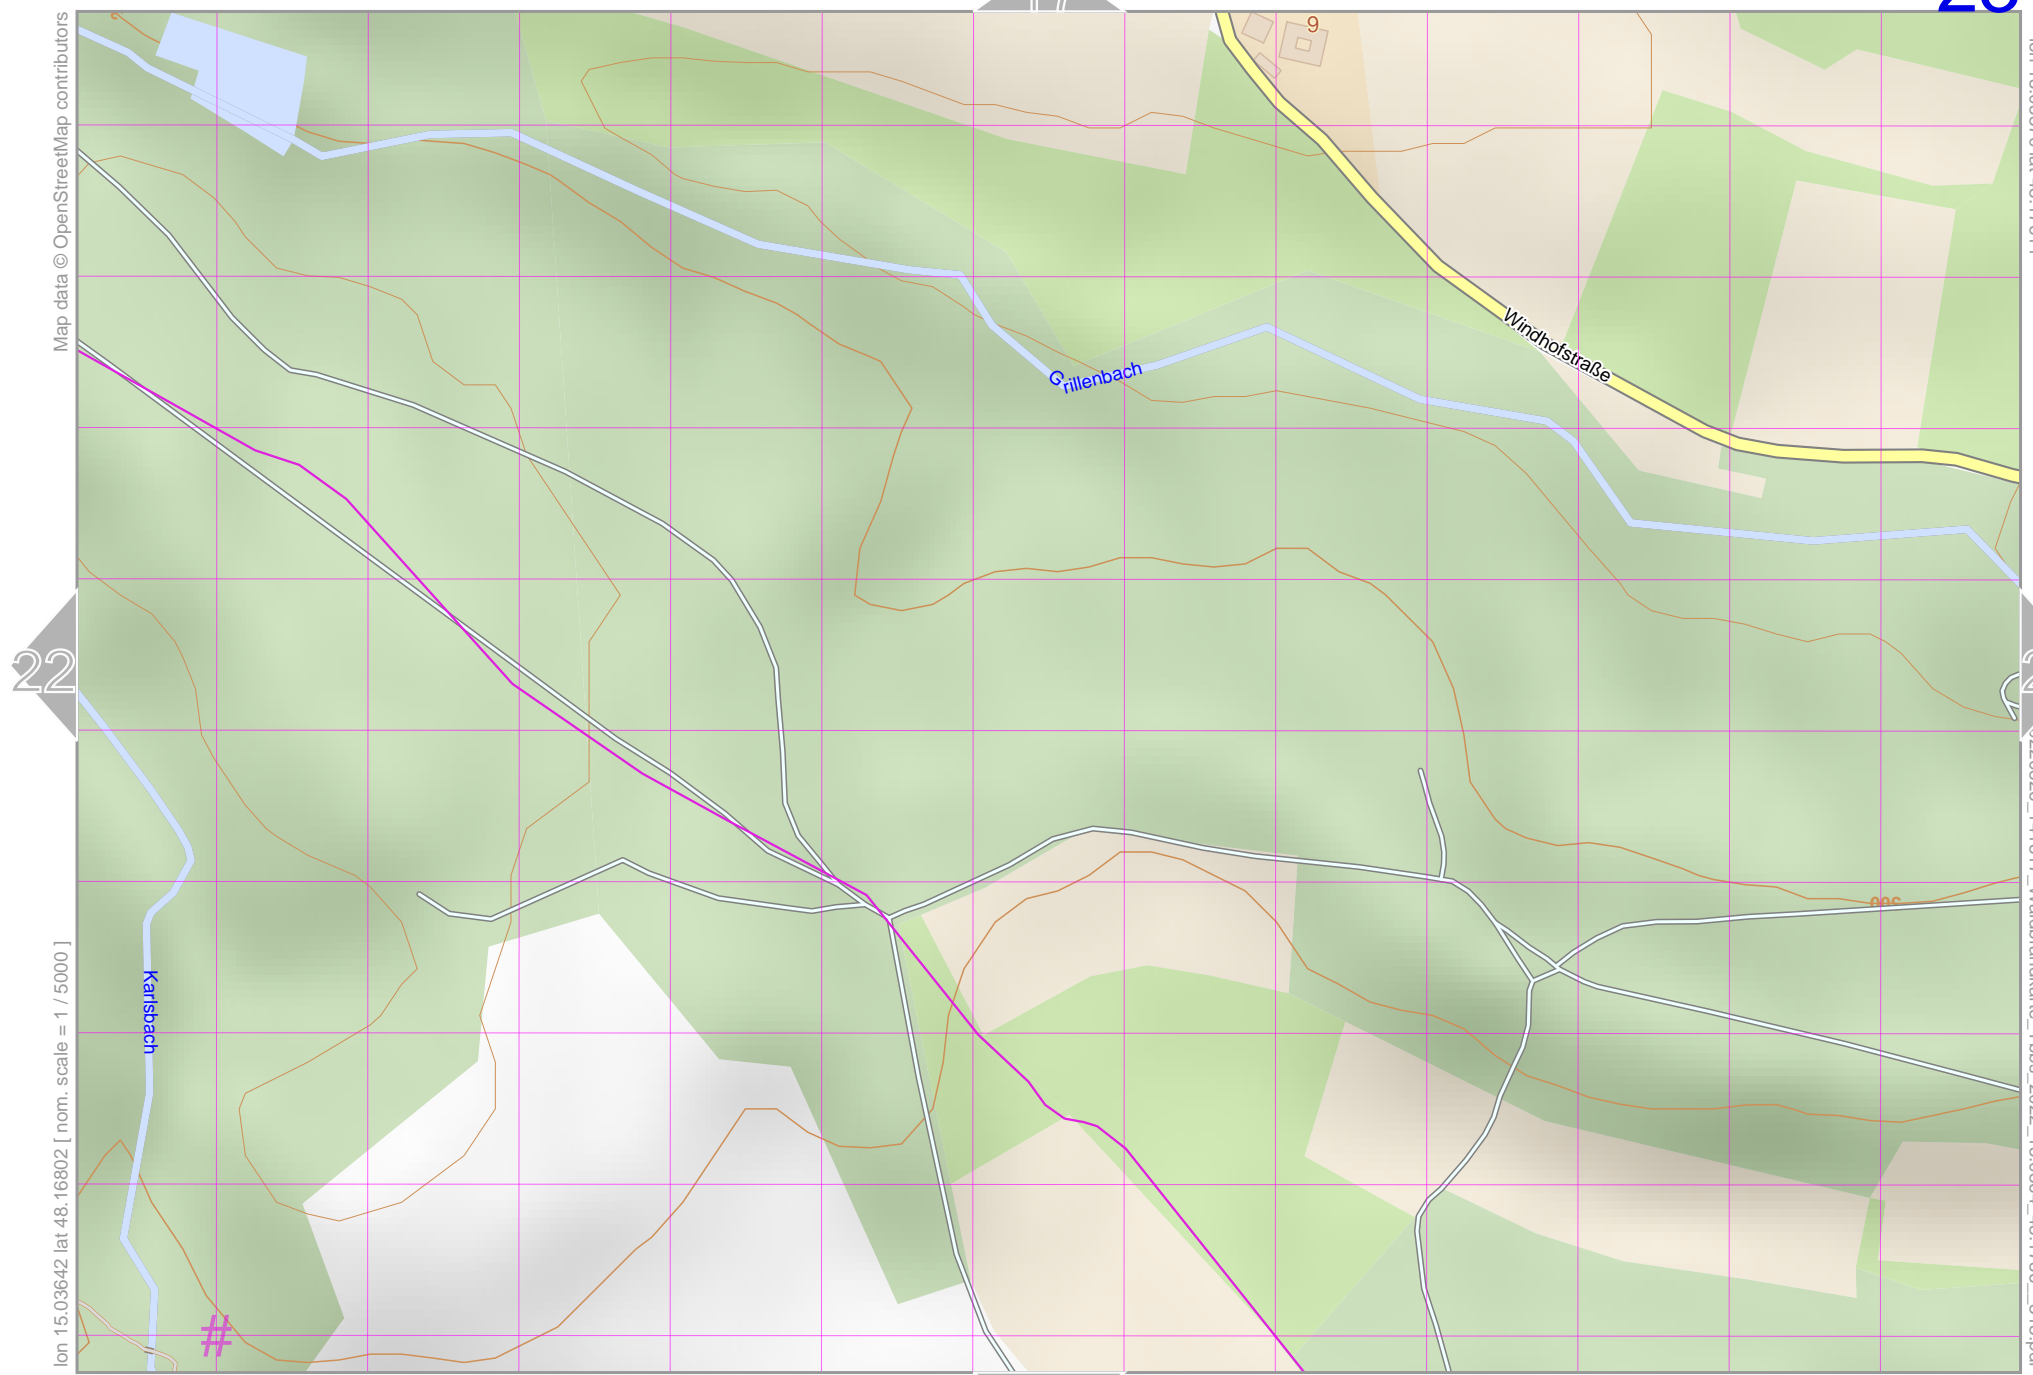 9
Map data © OpenStreetMap contributors
Windhofstraße
Grillenbach
22
Karlsbach
lon 15.03642 lat 48.16802 [ nom. scale = 1 / 5000 ]
#